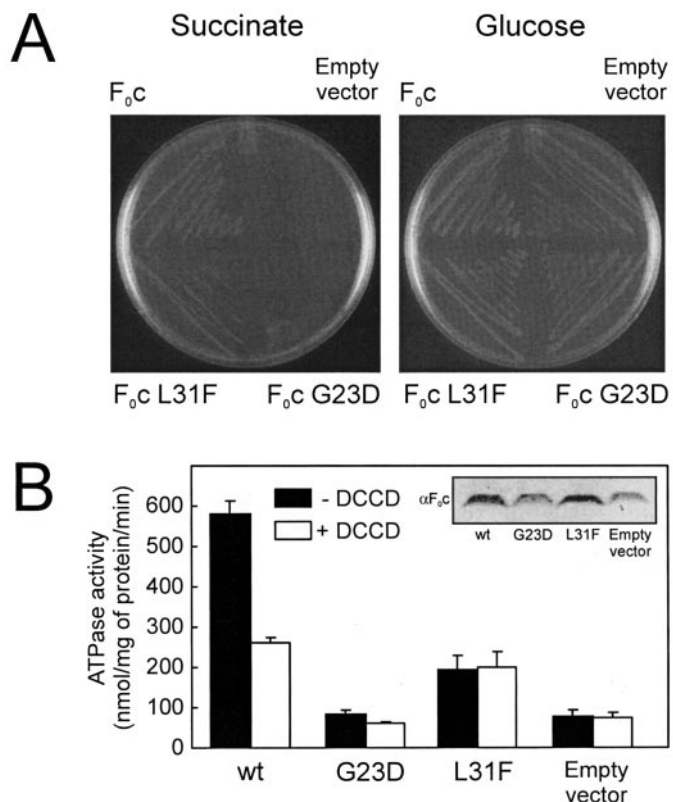 A
Succinate Glucose
F₀c Empty vector F₀c Empty vector
F₀c L31F F₀c G23D F₀c L31F F₀c G23D
B
ATPase activity
(nmol/mg of protein/min)
600
500
400
300
200
100
0
- DCCD
+ DCCD
αF₀c
wt G23D L31F Empty vector
wt G23D L31F Empty vector